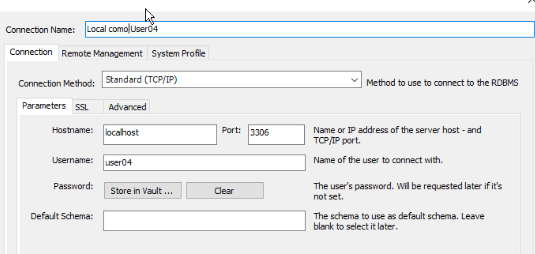 Connection Name: Local como User04
Connection Remote Management System Profile
Connection Method: Standard (TCP/IP) Method to use to connect to the RDBMS
Parameters SSL Advanced
Hostname: localhost Port: 3306 Name or IP address of the server host - and
TCP/IP port.
Username: user04 Name of the user to connect with.
Password: Store in Vault ... Clear The user's password. Will be requested later if it's
not set.
Default Schema: The schema to use as default schema. Leave
blank to select it later.